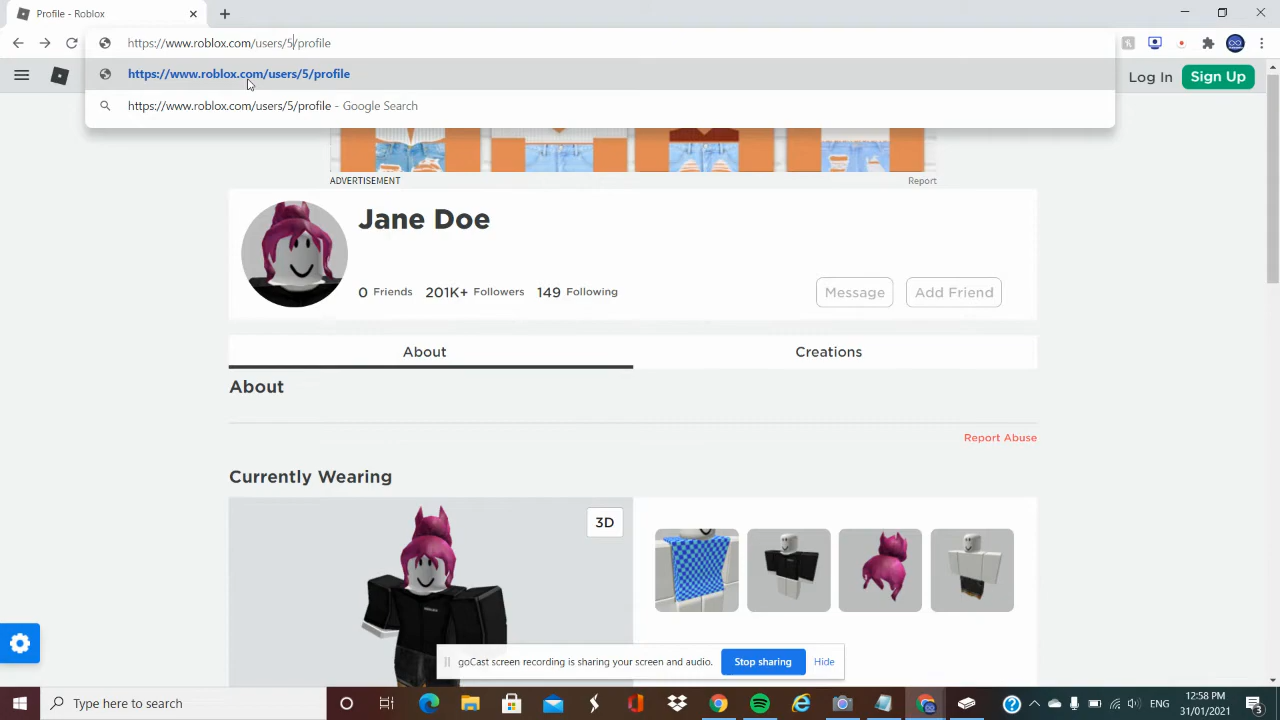 Profile - Roblox
https://www.roblox.com/users/5/profile
https://www.roblox.com/users/5/profile
https://www.roblox.com/users/5/profile - Google Search
Log In
Sign Up
ADVERTISEMENT
Report
Jane Doe
0 Friends 201K+ Followers 149 Following
Message
Add Friend
About
Creations
About
Report Abuse
Currently Wearing
3D
goCast screen recording is sharing your screen and audio.
Stop sharing
Hide
Type here to search
ENG
12:58 PM
31/01/2021
3